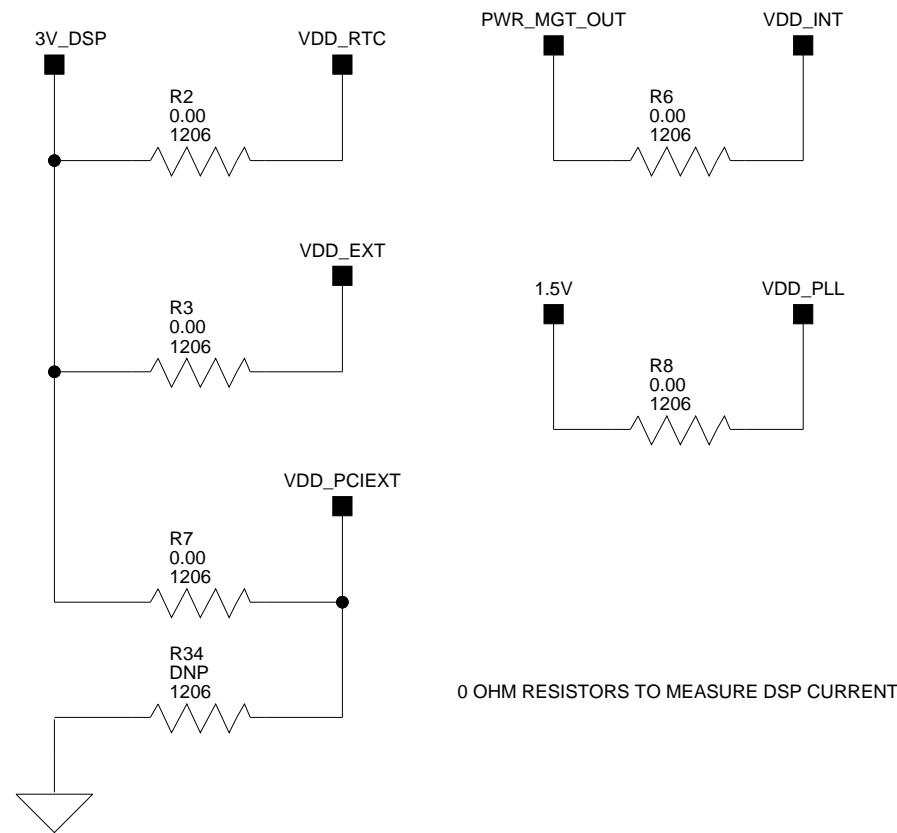 3V_DSP
VDD_RTC
R2
0.00
1206
VDD_EXT
R3
0.00
1206
VDD_PCIEXT
R7
0.00
1206
R34
DNP
1206
PWR_MGT_OUT
VDD_INT
R6
0.00
1206
1.5V
VDD_PLL
R8
0.00
1206
0 OHM RESISTORS TO MEASURE DSP CURRENT